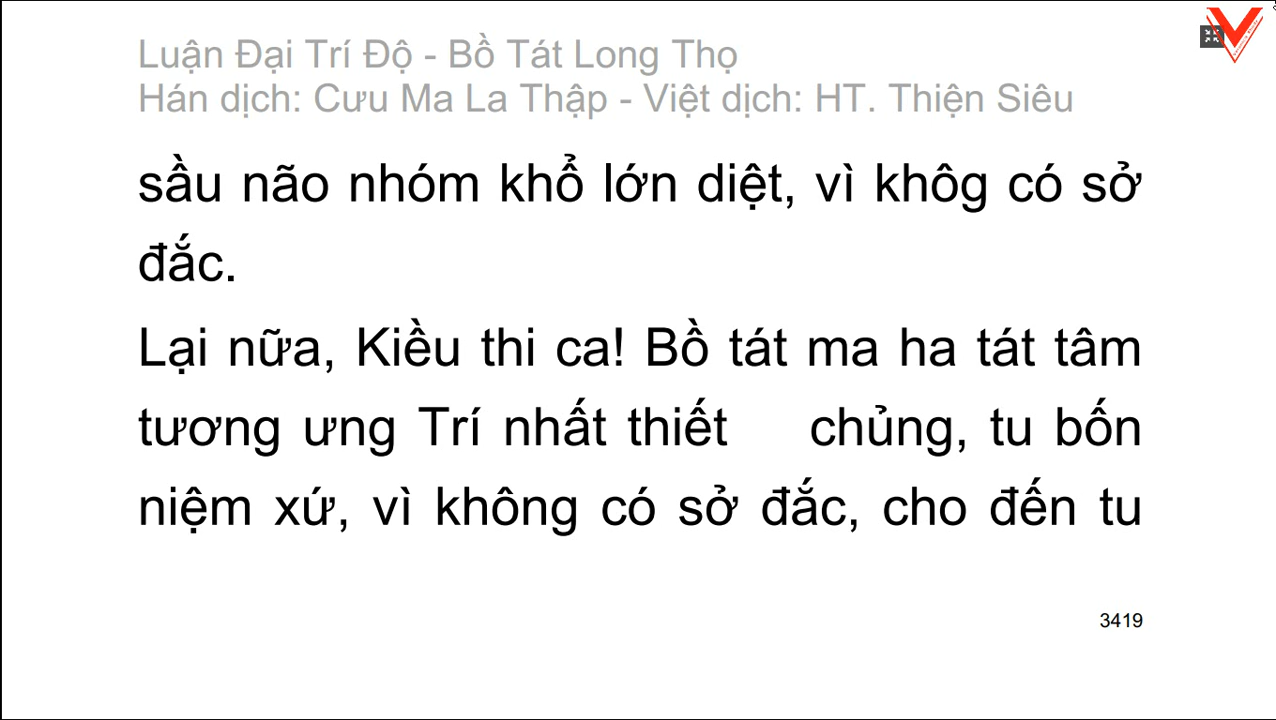 Luận Đại Trí Độ - Bồ Tát Long Thọ
Hán dịch: Cưu Ma La Thập - Việt dịch: HT. Thiện Siêu
sầu não nhóm khổ lớn diệt, vì khôg có sở
đắc.
Lại nữa, Kiều thi ca! Bồ tát ma ha tát tâm
tương ưng Trí nhất thiết chủng, tu bốn
niệm xứ, vì không có sở đắc, cho đến tu
3419